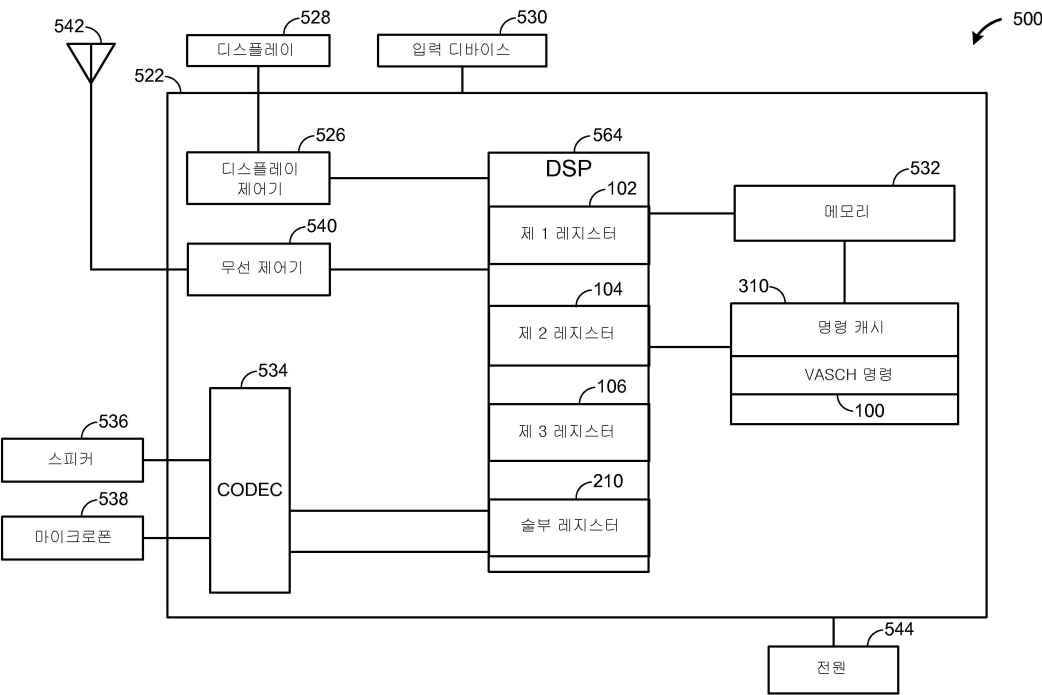 542
528
디스플레이
530
입력 디바이스
500
522
526
디스플레이
제어기
564
DSP
102
제 1 레지스터
532
메모리
540
무선 제어기
104
제 2 레지스터
310
명령 캐시
VASCH 명령
100
534
CODEC
106
제 3 레지스터
536
스피커
538
마이크로폰
210
술부 레지스터
544
전원